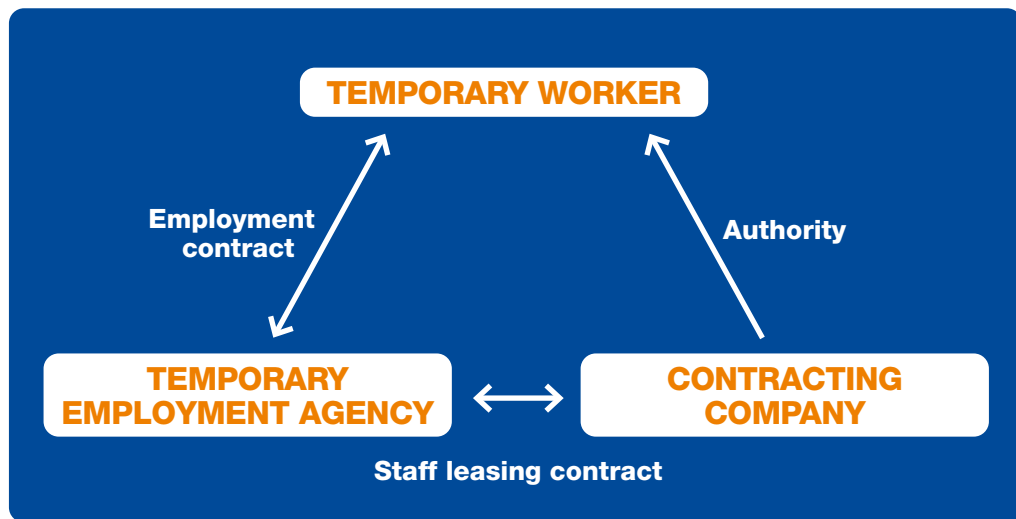 TEMPORARY WORKER
Employment
contract
Authority
TEMPORARY
EMPLOYMENT AGENCY
CONTRACTING
COMPANY
Staff leasing contract